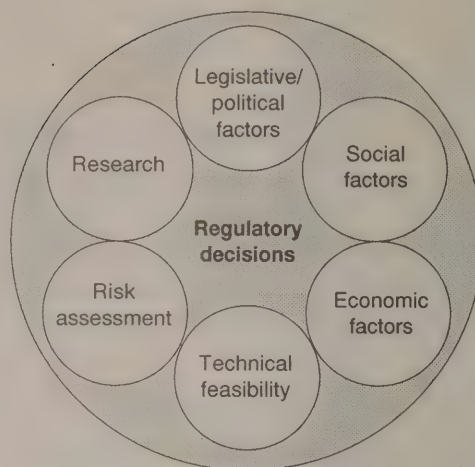 Legislative/
political
factors
Research
Social
factors
Regulatory
decisions
Risk
assessment
Economic
factors
Technical
feasibility